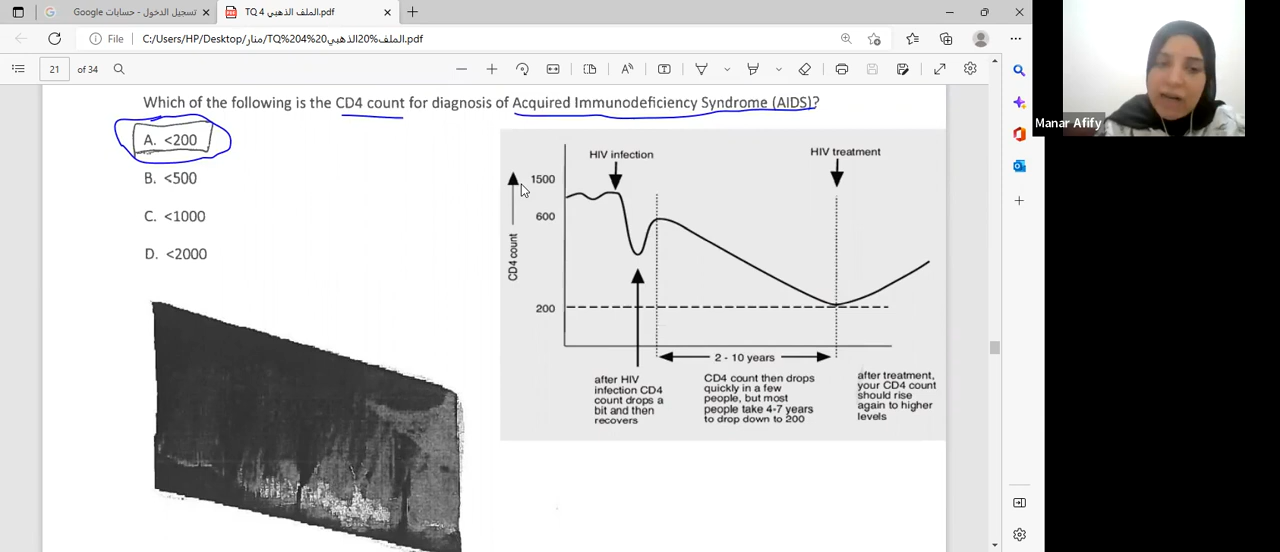 تسجيل الدخول - حسابات Google
TQ 4 الملف الذهبي.pdf
File
C:/Users/HP/Desktop/منار/TQ%204%20الملف%20الذهبي.pdf
21 of 34
Which of the following is the CD4 count for diagnosis of Acquired Immunodeficiency Syndrome (AIDS)?
A. <200
B. <500
C. <1000
D. <2000
HIV infection
HIV treatment
1500
600
200
CD4 count
2 - 10 years
after HIV
infection CD4
count drops a
bit and then
recovers
CD4 count then drops
quickly in a few
people, but most
people take 4-7 years
to drop down to 200
after treatment,
your CD4 count
should rise
again to higher
levels
Manar Afify